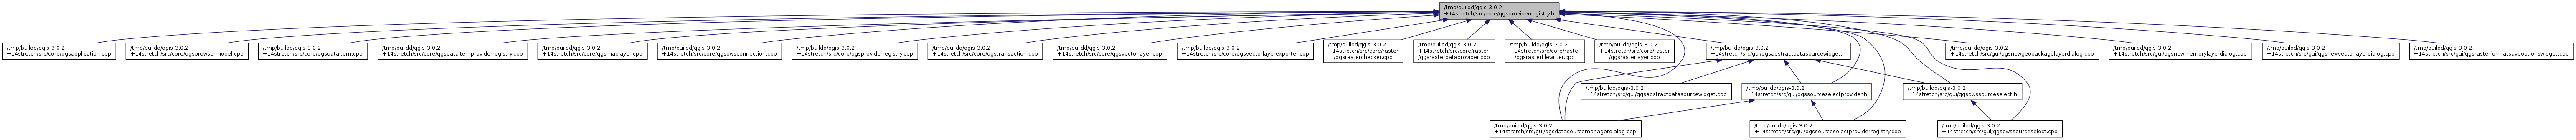 /tmp/buildd/qgis-3.0.2
+14stretch/src/core/qgsproviderregistry.h
/tmp/buildd/qgis-3.0.2
+14stretch/src/core/qgsapplication.cpp
/tmp/buildd/qgis-3.0.2
+14stretch/src/core/qgsbrowsermodel.cpp
/tmp/buildd/qgis-3.0.2
+14stretch/src/core/qgsdataitem.cpp
/tmp/buildd/qgis-3.0.2
+14stretch/src/core/qgsdataitemproviderregistry.cpp
/tmp/buildd/qgis-3.0.2
+14stretch/src/core/qgsmaplayer.cpp
/tmp/buildd/qgis-3.0.2
+14stretch/src/core/qgsowsconnection.cpp
/tmp/buildd/qgis-3.0.2
+14stretch/src/core/qgsproviderregistry.cpp
/tmp/buildd/qgis-3.0.2
+14stretch/src/core/qgstransaction.cpp
/tmp/buildd/qgis-3.0.2
+14stretch/src/core/qgsvectorlayer.cpp
/tmp/buildd/qgis-3.0.2
+14stretch/src/core/qgsvectorlayerexporter.cpp
/tmp/buildd/qgis-3.0.2
+14stretch/src/core/raster
/qgsrasterchecker.cpp
/tmp/buildd/qgis-3.0.2
+14stretch/src/core/raster
/qgsrasterdataprovider.cpp
/tmp/buildd/qgis-3.0.2
+14stretch/src/core/raster
/qgsrasterfilewriter.cpp
/tmp/buildd/qgis-3.0.2
+14stretch/src/core/raster
/qgsrasterlayer.cpp
/tmp/buildd/qgis-3.0.2
+14stretch/src/gui/qgsabstractdatasourcewidget.h
/tmp/buildd/qgis-3.0.2
+14stretch/src/gui/qgsnewgeopackagelayerdialog.cpp
/tmp/buildd/qgis-3.0.2
+14stretch/src/gui/qgsnewmemorylayerdialog.cpp
/tmp/buildd/qgis-3.0.2
+14stretch/src/gui/qgsnewvectorlayerdialog.cpp
/tmp/buildd/qgis-3.0.2
+14stretch/src/gui/qgsrasterformatsaveoptionswidget.cpp
/tmp/buildd/qgis-3.0.2
+14stretch/src/gui/qgsabstractdatasourcewidget.cpp
/tmp/buildd/qgis-3.0.2
+14stretch/src/gui/qgssourceselectprovider.h
/tmp/buildd/qgis-3.0.2
+14stretch/src/gui/qgsowssourceselect.h
/tmp/buildd/qgis-3.0.2
+14stretch/src/gui/qgsdatasourcemanagerdialog.cpp
/tmp/buildd/qgis-3.0.2
+14stretch/src/gui/qgssourceselectproviderregistry.cpp
/tmp/buildd/qgis-3.0.2
+14stretch/src/gui/qgsowssourceselect.cpp